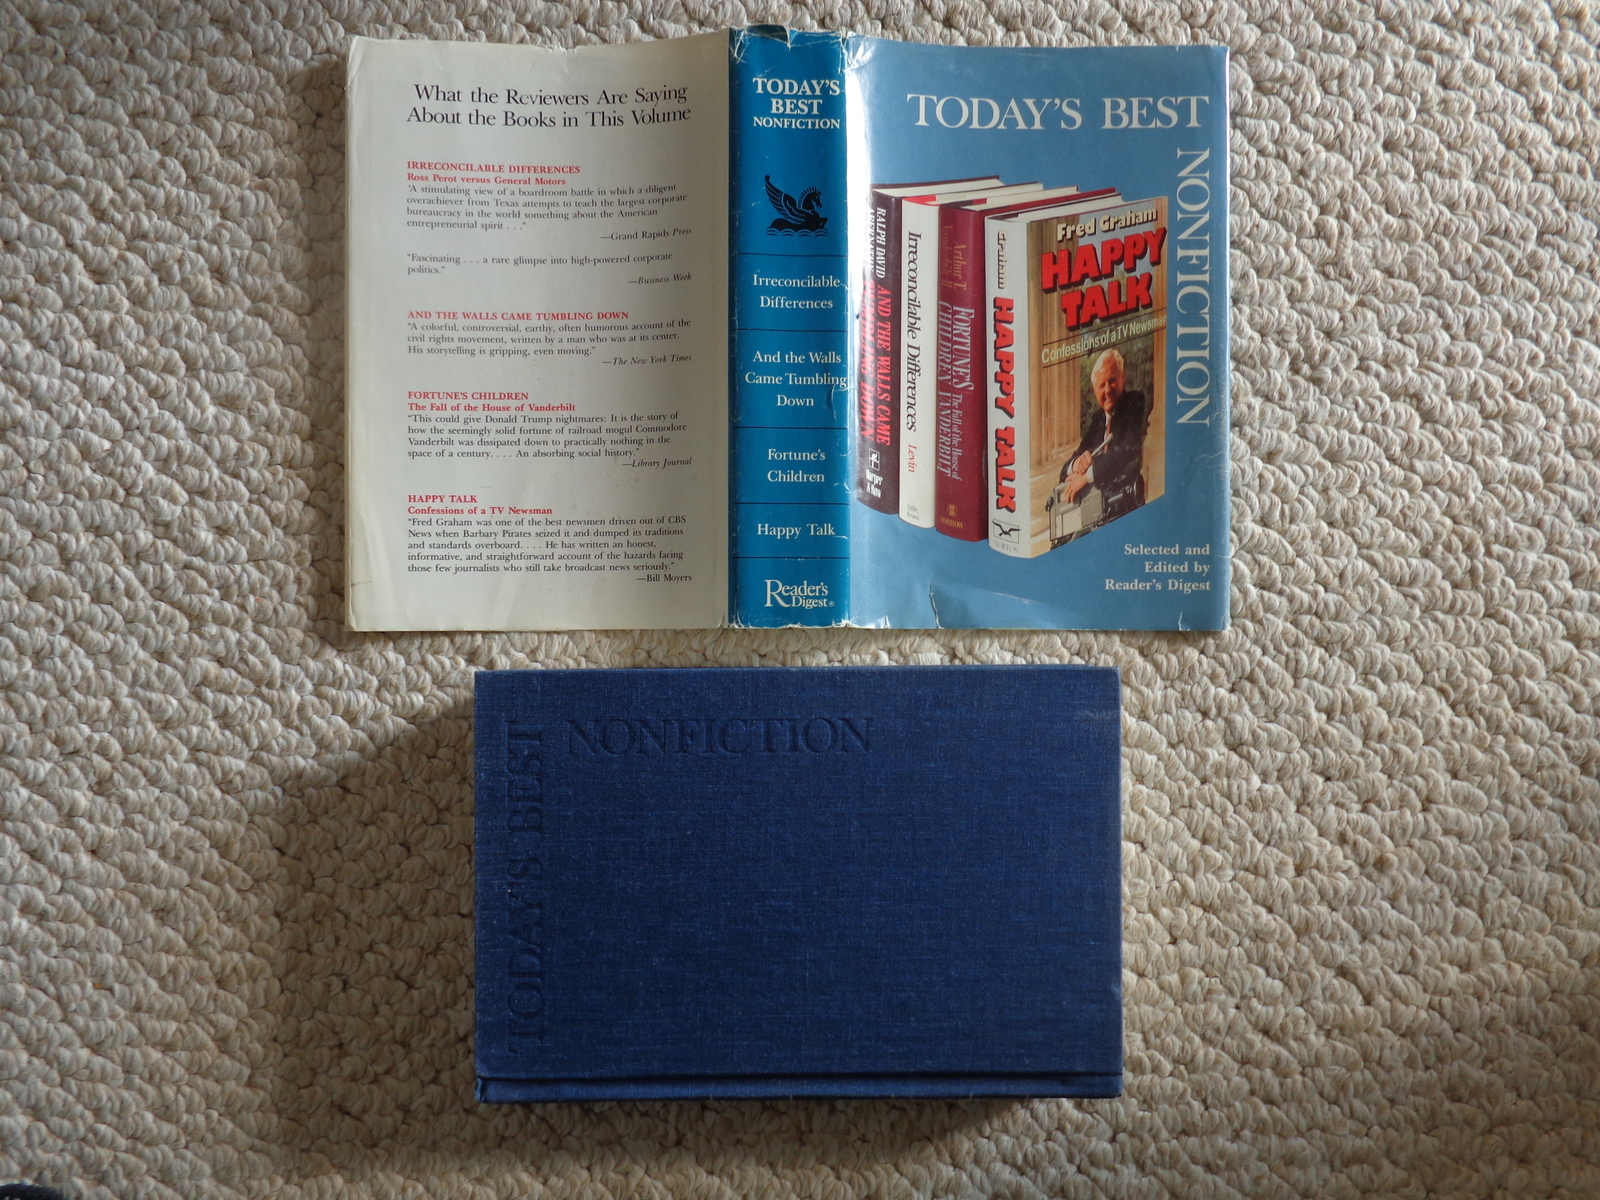 What the Reviewers Are Saying
About the Books in This Volume
IRRECONCILABLE DIFFERENCES
Ross Perot versus General Motors
"A stimulating view of a boardroom battle in which a diligent
overachiever from Texas attempts to teach the largest corporate
bureaucracy in the world something about the American
entrepreneurial spirit . . ."
—Grand Rapids Press
"Fascinating . . . a rare glimpse into high-powered corporate
politics."
—Business Week
AND THE WALLS CAME TUMBLING DOWN
"A colorful, controversial, earthy, often humorous account of the
civil rights movement, written by a man who was at its center.
His storytelling is gripping, even moving."
—The New York Times
FORTUNE'S CHILDREN
The Fall of the House of Vanderbilt
"This could give Donald Trump nightmares: It is the story of
how the seemingly solid fortune of railroad mogul Commodore
Vanderbilt was dissipated down to practically nothing in the
space of a century. . . . An absorbing social history."
—Library Journal
HAPPY TALK
Confessions of a TV Newsman
"Fred Graham was one of the best newsmen driven out of CBS
News when Barbary Pirates seized it and dumped its traditions
and standards overboard. . . . He has written an honest,
informative, and straightforward account of the hazards facing
those few journalists who still take broadcast news seriously."
—Bill Moyers
TODAY'S
BEST
NONFICTION
Irreconcilable
Differences
And the Walls
Came Tumbling
Down
Fortune's
Children
Happy Talk
Reader's
Digest®
TODAY'S BEST
NONFICTION
RALPH DAVID
AND THE WALLS CAME
TUMBLING DOWN
Harper
& Row
Irreconcilable Differences
Levin
Arthur T.
FORTUNE'S
CHILDREN
The Fall of the House of
VANDERBILT
HAPPY TALK
NORTON
Fred Graham
HAPPY
TALK
Confessions of a TV Newsman
Selected and
Edited by
Reader's Digest
TODAY'S BEST
NONFICTION